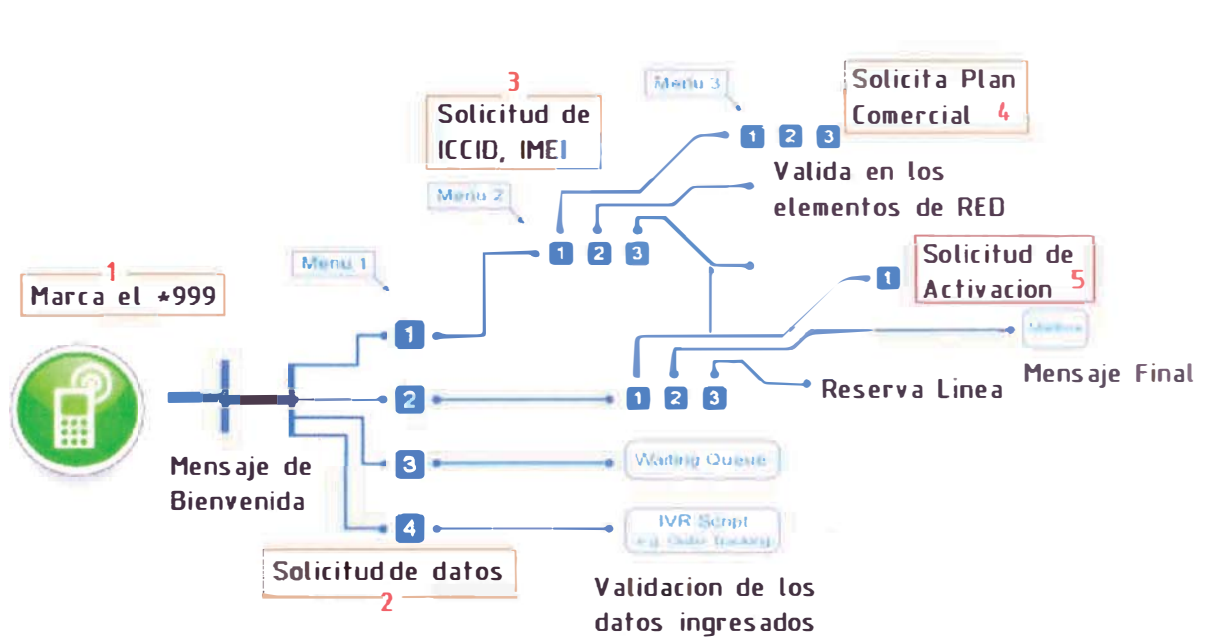 1
Marca el *999
Mensaje de
Bienvenida
Menu 1
1
2
3
4
Solicitud de datos
2
3
Solicitud de
ICCID, IMEI
Menu 2
1 2 3
Menu 3
1 2 3
Solicita Plan
Comercial 4
Valida en los
elementos de RED
1
Solicitud de
Activacion 5
Mensaje Final
1 2 3
Reserva Linea
Waiting Queue
IVR Script
e.g. Order Tracking
Validacion de los
datos ingresados